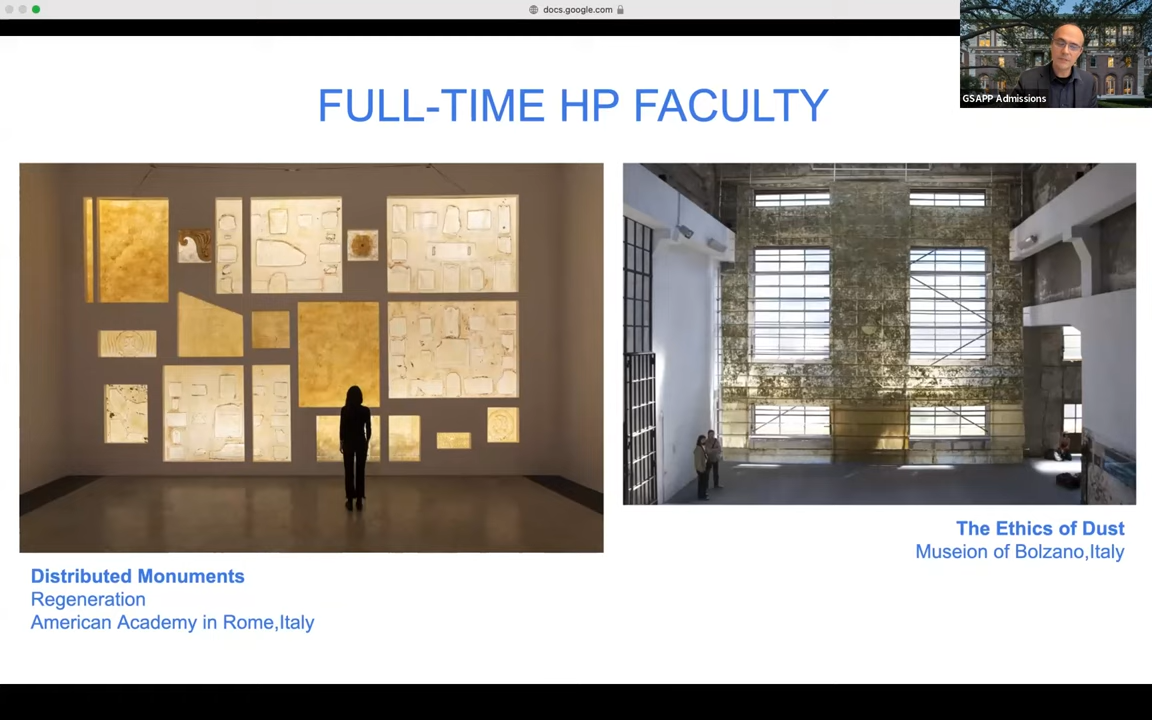 docs.google.com
GSAPP Admissions
FULL-TIME HP FACULTY
Distributed Monuments
Regeneration
American Academy in Rome,Italy
The Ethics of Dust
Museion of Bolzano,Italy